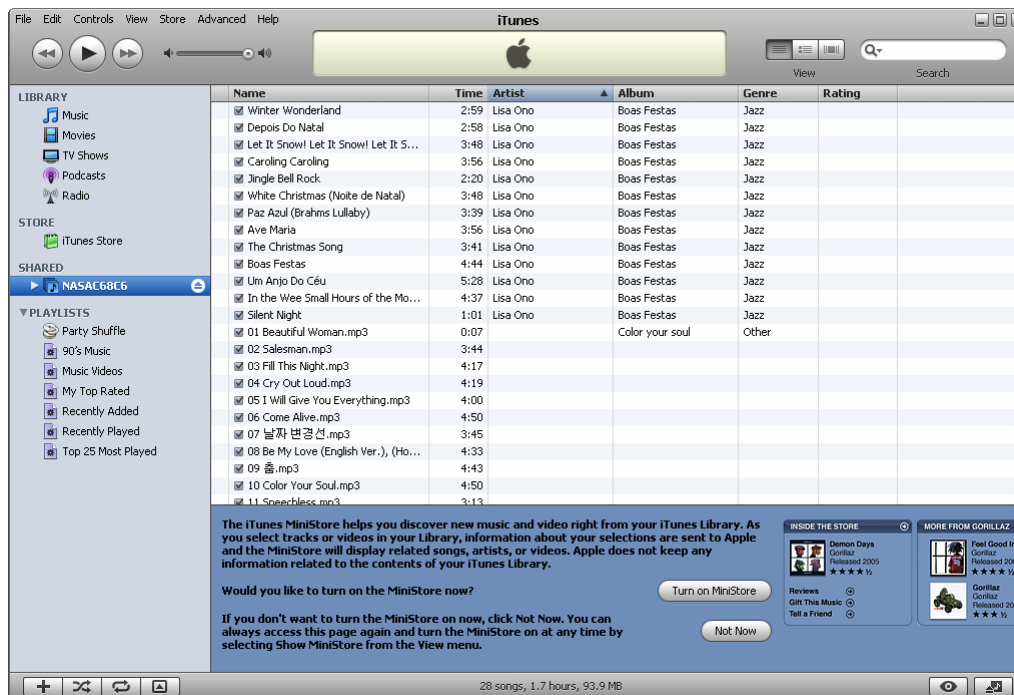 File Edit Controls View Store Advanced Help
iTunes
View
Search
LIBRARY
Music
Movies
TV Shows
Podcasts
Radio
STORE
iTunes Store
SHARED
NASAC68C6
PLAYLISTS
Party Shuffle
90's Music
Music Videos
My Top Rated
Recently Added
Recently Played
Top 25 Most Played
Name Time Artist Album Genre Rating
Winter Wonderland 2:59 Lisa Ono Boas Festas Jazz
Depois Do Natal 2:58 Lisa Ono Boas Festas Jazz
Let It Snow! Let It Snow! Let It S... 3:48 Lisa Ono Boas Festas Jazz
Caroling Caroling 3:56 Lisa Ono Boas Festas Jazz
Jingle Bell Rock 2:20 Lisa Ono Boas Festas Jazz
White Christmas (Noite de Natal) 3:48 Lisa Ono Boas Festas Jazz
Paz Azul (Brahms Lullaby) 3:39 Lisa Ono Boas Festas Jazz
Ave Maria 3:56 Lisa Ono Boas Festas Jazz
The Christmas Song 3:41 Lisa Ono Boas Festas Jazz
Boas Festas 4:44 Lisa Ono Boas Festas Jazz
Um Anjo Do Céu 5:28 Lisa Ono Boas Festas Jazz
In the Wee Small Hours of the Mo... 4:37 Lisa Ono Boas Festas Jazz
Silent Night 1:01 Lisa Ono Boas Festas Jazz
01 Beautiful Woman.mp3 0:07 Color your soul Other
02 Salesman.mp3 3:44
03 Fill This Night.mp3 4:17
04 Cry Out Loud.mp3 4:19
05 I Will Give You Everything.mp3 4:00
06 Come Alive.mp3 4:50
07 날짜 변경선.mp3 3:45
08 Be My Love (English Ver.), (Ho... 4:33
09 춤.mp3 4:43
10 Color Your Soul.mp3 4:50
11 Speechless.mp3 3:13
The iTunes MiniStore helps you discover new music and video right from your iTunes Library. As
you select tracks or videos in your Library, information about your selections are sent to Apple
and the MiniStore will display related songs, artists, or videos. Apple does not keep any
information related to the contents of your iTunes Library.
Would you like to turn on the MiniStore now?
Turn on MiniStore
If you don't want to turn the MiniStore on now, click Not Now. You can
always access this page again and turn the MiniStore on at any time by
selecting Show MiniStore from the View menu.
Not Now
INSIDE THE STORE
Demon Days
Gorillaz
Released 2005
Reviews
Gift This Music
Tell a Friend
MORE FROM GORILLAZ
Feel Good In
Gorillaz
Released 200
Gorillaz
Gorillaz
Released 20
28 songs, 1.7 hours, 93.9 MB